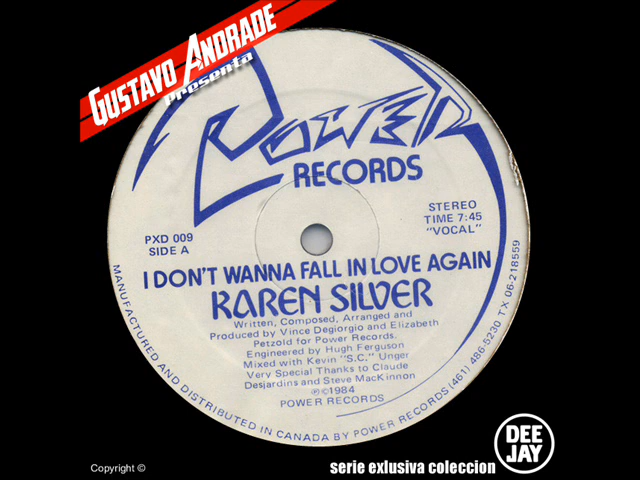 GUSTAVO ANDRADE
Presenta
POWER
RECORDS
STEREO
TIME 7:45
"VOCAL"
PXD 009
SIDE A
I DON'T WANNA FALL IN LOVE AGAIN
KAREN SILVER
Written, Composed, Arranged and
Produced by Vince Degiorgio and Elizabeth
Petzold for Power Records.
Engineered by Hugh Ferguson
Mixed with Kevin "S.C." Unger
Very Special Thanks to Claude
Desjardins and Steve MacKinnon
℗©1984
POWER RECORDS
MANUFACTURED AND DISTRIBUTED IN CANADA BY POWER RECORDS (461) 486-5230 TX 06-218559
DEE
JAY
Copyright ©
serie exlusiva coleccion